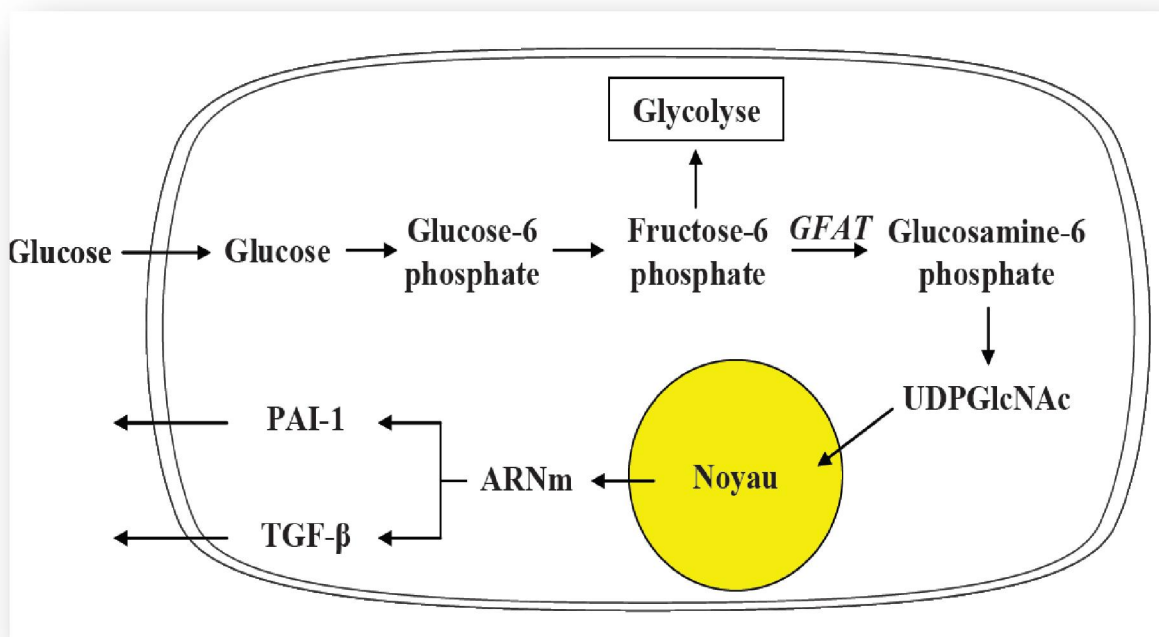 Glycolyse
Glucose
Glucose
Glucose-6
phosphate
Fructose-6
phosphate
GFAT
Glucosamine-6
phosphate
UDPGlcNAc
Noyau
ARNm
PAI-1
TGF-β